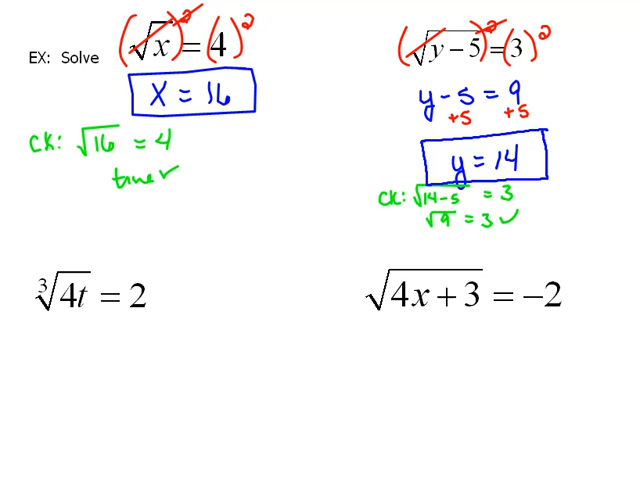 EX: Solve
(√x)² = (4)²
x = 16
CK: √16 = 4
true ✓
(√y − 5)² = (3)²
y − 5 = 9
+5 +5
y = 14
CK: √14 − 5 = 3
√9 = 3 ✓
∛4t = 2
√4x + 3 = −2